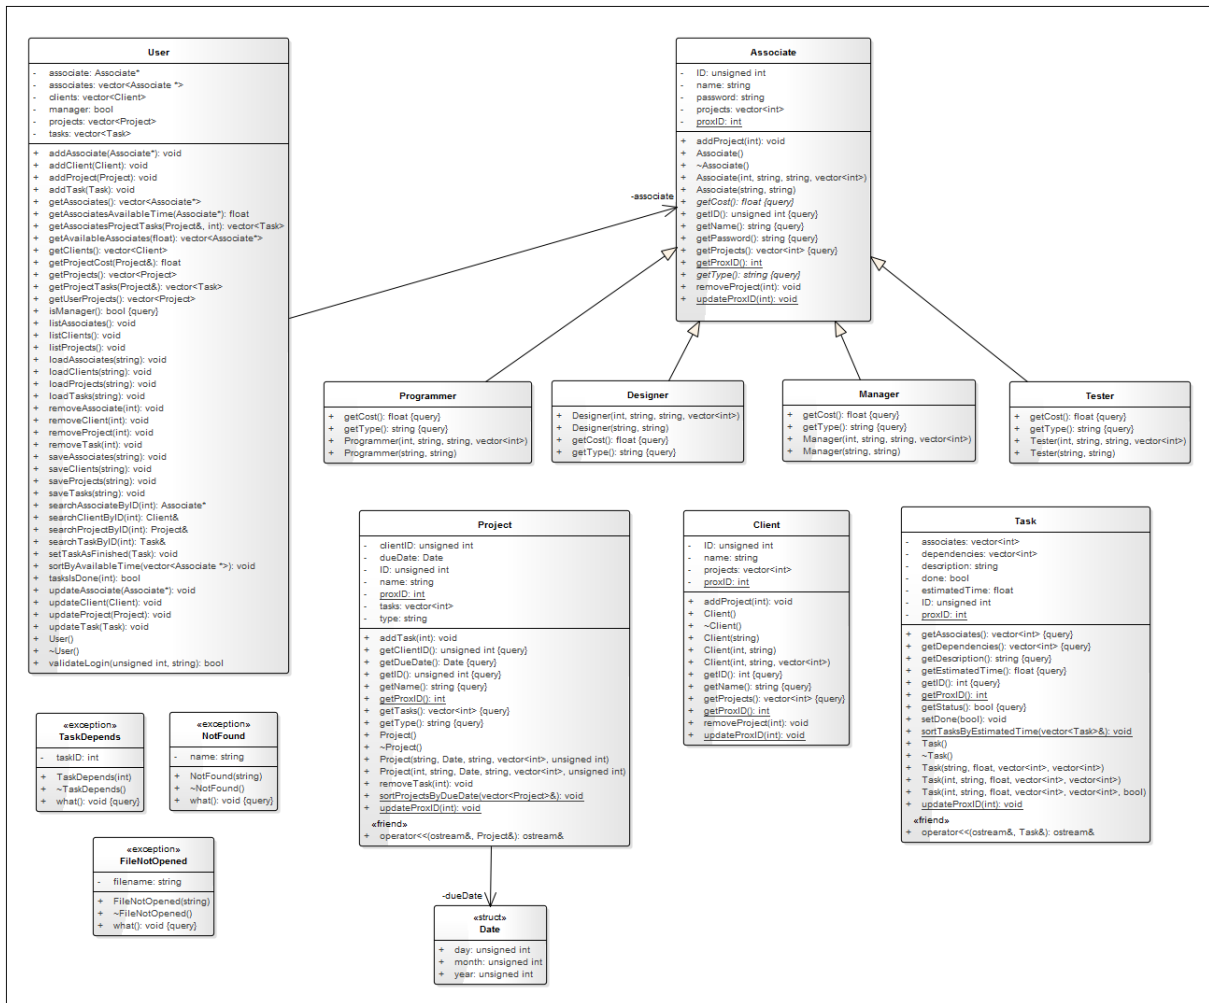 User
- associate: Associate*
- associates: vector<Associate *>
- clients: vector<Client>
- manager: bool
- projects: vector<Project>
- tasks: vector<Task>
+ addAssociate(Associate*): void
+ addClient(Client): void
+ addProject(Project): void
+ addTask(Task): void
+ getAssociates(): vector<Associate*>
+ getAssociatesAvailableTime(Associate*): float
+ getAssociatesProjectTasks(Project&, int): vector<Task>
+ getAvailableAssociates(float): vector<Associate*>
+ getClients(): vector<Client>
+ getProjectCost(Project&): float
+ getProjects(): vector<Project>
+ getProjectTasks(Project&): vector<Task>
+ getUserProjects(): vector<Project>
+ isManager(): bool {query}
+ listAssociates(): void
+ listClients(): void
+ listProjects(): void
+ loadAssociates(string): void
+ loadClients(string): void
+ loadProjects(string): void
+ loadTasks(string): void
+ removeAssociate(int): void
+ removeClient(int): void
+ removeProject(int): void
+ removeTask(int): void
+ saveAssociates(string): void
+ saveClients(string): void
+ saveProjects(string): void
+ saveTasks(string): void
+ searchAssociateByID(int): Associate*
+ searchClientByID(int): Client&
+ searchProjectByID(int): Project&
+ searchTaskByID(int): Task&
+ setTaskAsFinished(Task): void
+ sortByAvailableTime(vector<Associate *>): void
+ tasksIsDone(int): bool
+ updateAssociate(Associate*): void
+ updateClient(Client): void
+ updateProject(Project): void
+ updateTask(Task): void
+ User()
+ ~User()
+ validateLogin(unsigned int, string): bool
-associate
Associate
- ID: unsigned int
- name: string
- password: string
- projects: vector<int>
- proxID: int
+ addProject(int): void
+ Associate()
+ ~Associate()
+ Associate(int, string, string, vector<int>)
+ Associate(string, string)
+ getCost(): float {query}
+ getID(): unsigned int {query}
+ getName(): string {query}
+ getPassword(): string {query}
+ getProjects(): vector<int> {query}
+ getProxID(): int
+ getType(): string {query}
+ removeProject(int): void
+ updateProxID(int): void
Programmer
+ getCost(): float {query}
+ getType(): string {query}
+ Programmer(int, string, string, vector<int>)
+ Programmer(string, string)
Designer
+ Designer(int, string, string, vector<int>)
+ Designer(string, string)
+ getCost(): float {query}
+ getType(): string {query}
Manager
+ getCost(): float {query}
+ getType(): string {query}
+ Manager(int, string, string, vector<int>)
+ Manager(string, string)
Tester
+ getCost(): float {query}
+ getType(): string {query}
+ Tester(int, string, string, vector<int>)
+ Tester(string, string)
Project
- clientID: unsigned int
- dueDate: Date
- ID: unsigned int
- name: string
- proxID: int
- tasks: vector<int>
- type: string
+ addTask(int): void
+ getClientID(): unsigned int {query}
+ getDueDate(): Date {query}
+ getID(): unsigned int {query}
+ getName(): string {query}
+ getProxID(): int
+ getTasks(): vector<int> {query}
+ getType(): string {query}
+ Project()
+ ~Project()
+ Project(string, Date, string, vector<int>, unsigned int)
+ Project(int, string, Date, string, vector<int>, unsigned int)
+ removeTask(int): void
+ sortProjectsByDueDate(vector<Project>&): void
+ updateProxID(int): void
«friend»
+ operator<<(ostream&, Project&): ostream&
Client
- ID: unsigned int
- name: string
- projects: vector<int>
- proxID: int
+ addProject(int): void
+ Client()
+ ~Client()
+ Client(string)
+ Client(int, string)
+ Client(int, string, vector<int>)
+ getID(): int {query}
+ getName(): string {query}
+ getProjects(): vector<int> {query}
+ getProxID(): int
+ removeProject(int): void
+ updateProxID(int): void
Task
- associates: vector<int>
- dependencies: vector<int>
- description: string
- done: bool
- estimatedTime: float
- ID: unsigned int
- proxID: int
+ getAssociates(): vector<int> {query}
+ getDependencies(): vector<int> {query}
+ getDescription(): string {query}
+ getEstimatedTime(): float {query}
+ getID(): int {query}
+ getProxID(): int
+ getStatus(): bool {query}
+ setDone(bool): void
+ sortTasksByEstimatedTime(vector<Task>&): void
+ Task()
+ ~Task()
+ Task(string, float, vector<int>, vector<int>)
+ Task(int, string, float, vector<int>, vector<int>)
+ Task(int, string, float, vector<int>, vector<int>, bool)
+ updateProxID(int): void
«friend»
+ operator<<(ostream&, Task&): ostream&
«exception»
TaskDepends
- taskID: int
+ TaskDepends(int)
+ ~TaskDepends()
+ what(): void {query}
«exception»
NotFound
- name: string
+ NotFound(string)
+ ~NotFound()
+ what(): void {query}
«exception»
FileNotOpened
- filename: string
+ FileNotOpened(string)
+ ~FileNotOpened()
+ what(): void {query}
-dueDate
«struct»
Date
+ day: unsigned int
+ month: unsigned int
+ year: unsigned int